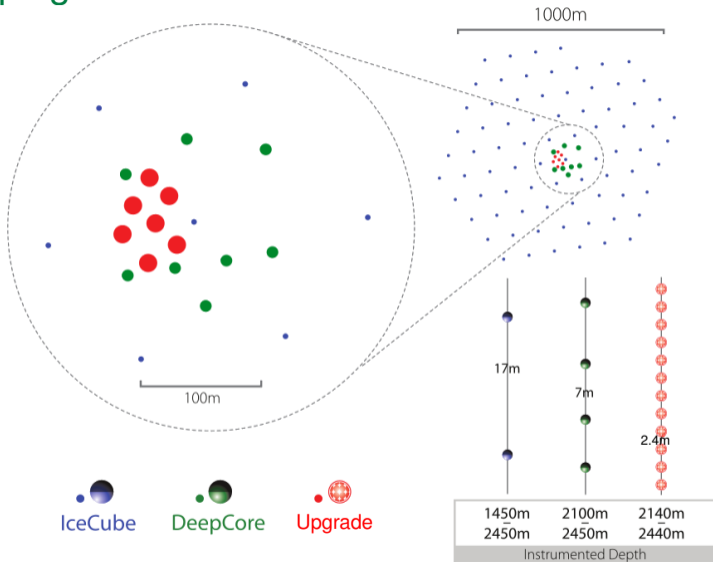 1000m
100m
17m
7m
2.4m
IceCube
DeepCore
Upgrade
1450m
2450m
2100m
2450m
2140m
2440m
Instrumented Depth